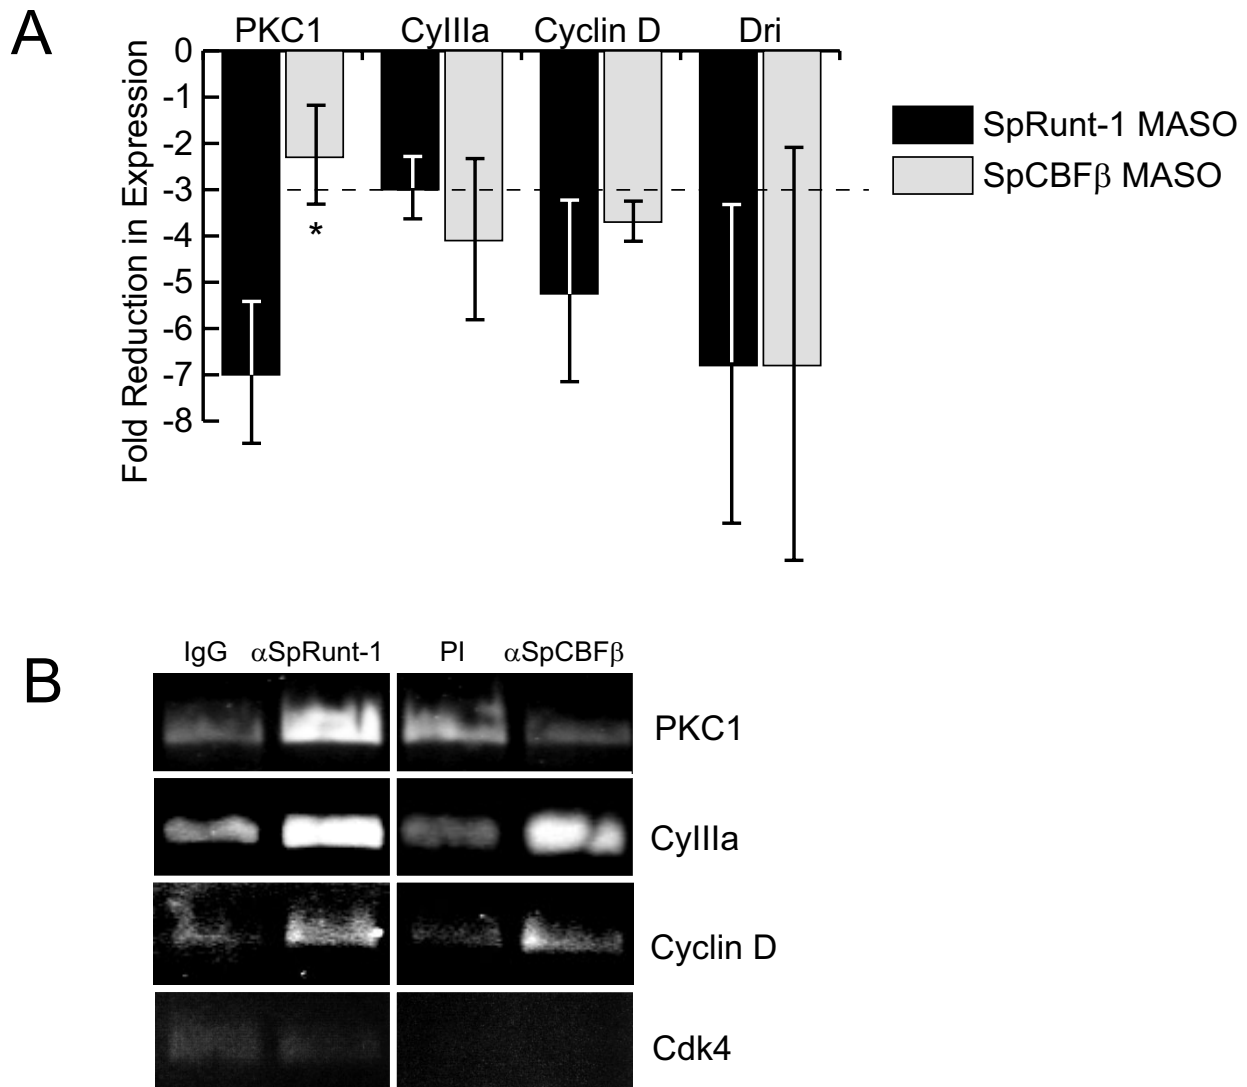 A
PKC1 CyIIIa Cyclin D Dri
Fold Reduction in Expression
0
-1
-2
-3
-4
-5
-6
-7
-8
*
SpRunt-1 MASO
SpCBFβ MASO
B
IgG αSpRunt-1 PI αSpCBFβ
PKC1
CyIIIa
Cyclin D
Cdk4